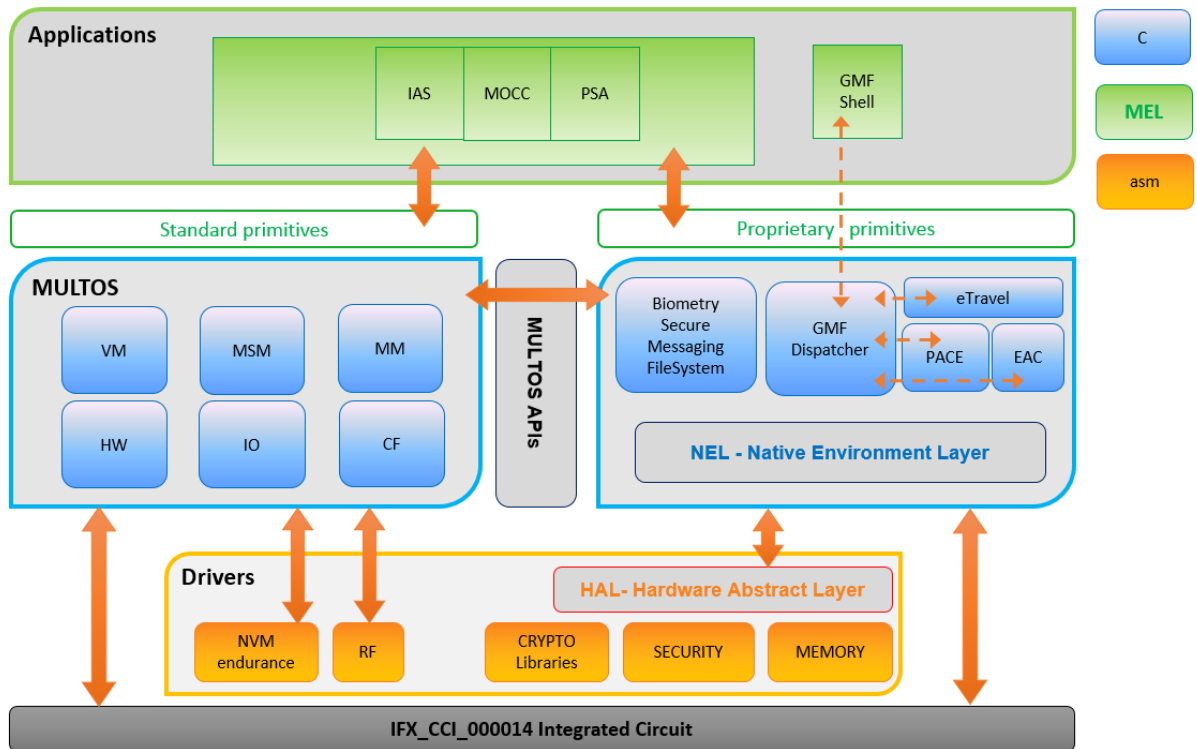 Applications
IAS
MOCC
PSA
GMF
Shell
C
MEL
asm
Standard primitives
Proprietary primitives
MULTOS
VM
MSM
MM
HW
IO
CF
MULTOS APIs
Biometry
Secure
Messaging
FileSystem
GMF
Dispatcher
eTravel
PACE
EAC
NEL - Native Environment Layer
Drivers
HAL- Hardware Abstract Layer
NVM
endurance
RF
CRYPTO
Libraries
SECURITY
MEMORY
IFX_CCI_000014 Integrated Circuit